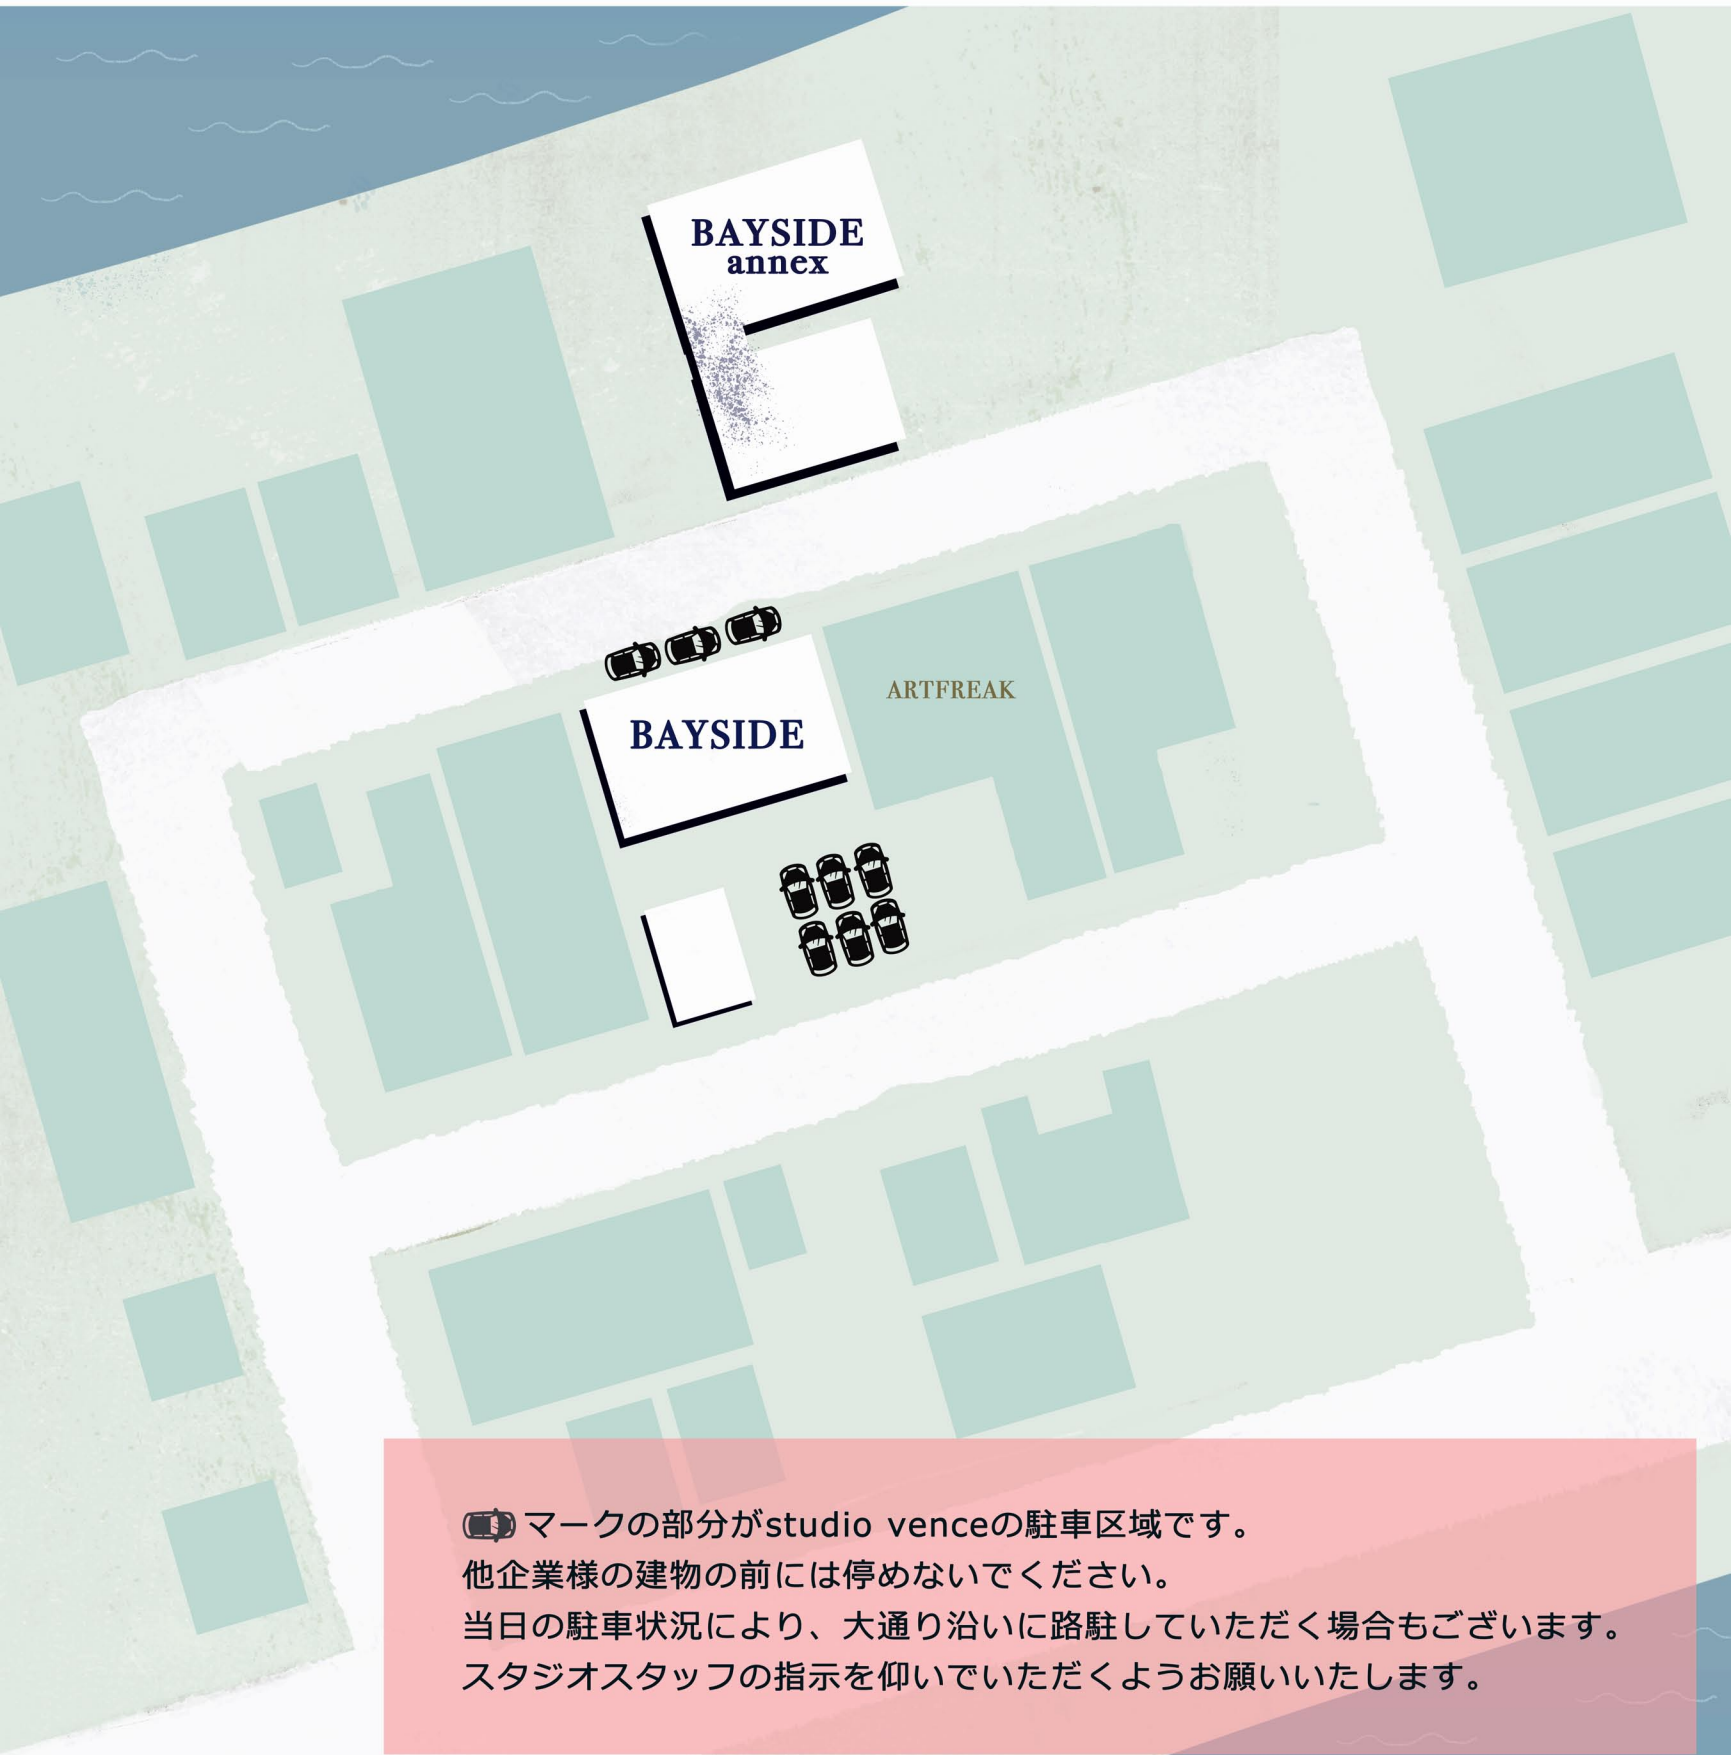 BAYSIDE
annex
ARTFREAK
BAYSIDE
マークの部分がstudio venceの駐車区域です。
他企業様の建物の前には停めないでください。
当日の駐車状況により、大通り沿いに路駐していただく場合もございます。
スタジオスタッフの指示を仰いでいただくようお願いいたします。